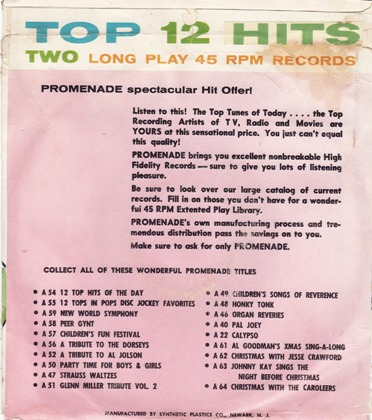 TOP 12 HITS
TWO LONG PLAY 45 RPM RECORDS
PROMENADE spectacular Hit Offer!
Listen to this! The Top Tunes of Today . . . . the Top
Recording Artists of TV, Radio and Movies are
YOURS at this sensational price. You just can't equal
this quality!
PROMENADE brings you excellent nonbreakable High
Fidelity Records — sure to give you lots of listening
pleasure.
Be sure to look over our large catalog of current
records. Fill in on those you don't have for a wonder-
ful 45 RPM Extented Play Library.
PROMENADE's own manufacturing process and tre-
mendous distribution pass the savings on to you.
Make sure to ask for only PROMENADE.
COLLECT ALL OF THESE WONDERFUL PROMENADE TITLES
• A 54 12 TOP HITS OF THE DAY
• A 55 12 TOPS IN POPS DISC JOCKEY FAVORITES
• A 59 NEW WORLD SYMPHONY
• A 58 PEER GYNT
• A 57 CHILDREN'S FUN FESTIVAL
• A 56 A TRIBUTE TO THE DORSEYS
• A 52 A TRIBUTE TO AL JOLSON
• A 50 PARTY TIME FOR BOYS & GIRLS
• A 47 STRAUSS WALTZES
• A 51 GLENN MILLER TRIBUTE VOL. 2
• A 49 CHILDREN'S SONGS OF REVERENCE
• A 48 HONKY TONK
• A 46 ORGAN REVERIES
• A 40 PAL JOEY
• A 22 CALYPSO
• A 61 AL GOODMAN'S XMAS SING-A-LONG
• A 62 CHRISTMAS WITH JESSE CRAWFORD
• A 63 JOHNNY KAY SINGS THE
NIGHT BEFORE CHRISTMAS
• A 64 CHRISTMAS WITH THE CAROLEERS
MANUFACTURED BY SYNTHETIC PLASTICS CO., NEWARK, N. J.